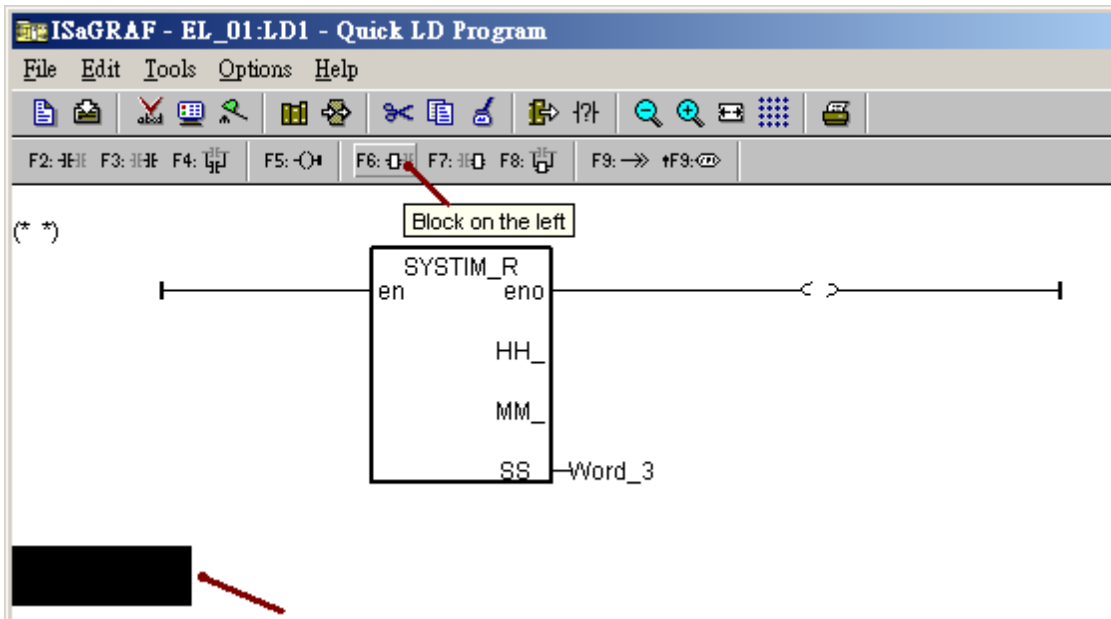 ISaGRAF - EL_01:LD1 - Quick LD Program
File Edit Tools Options Help
F2: F3: F4: F5: F6: F7: F8: F9: ↑F9:
Block on the left
(* *)
SYSTIM_R
en eno
HH_
MM_
SS_ Word_3